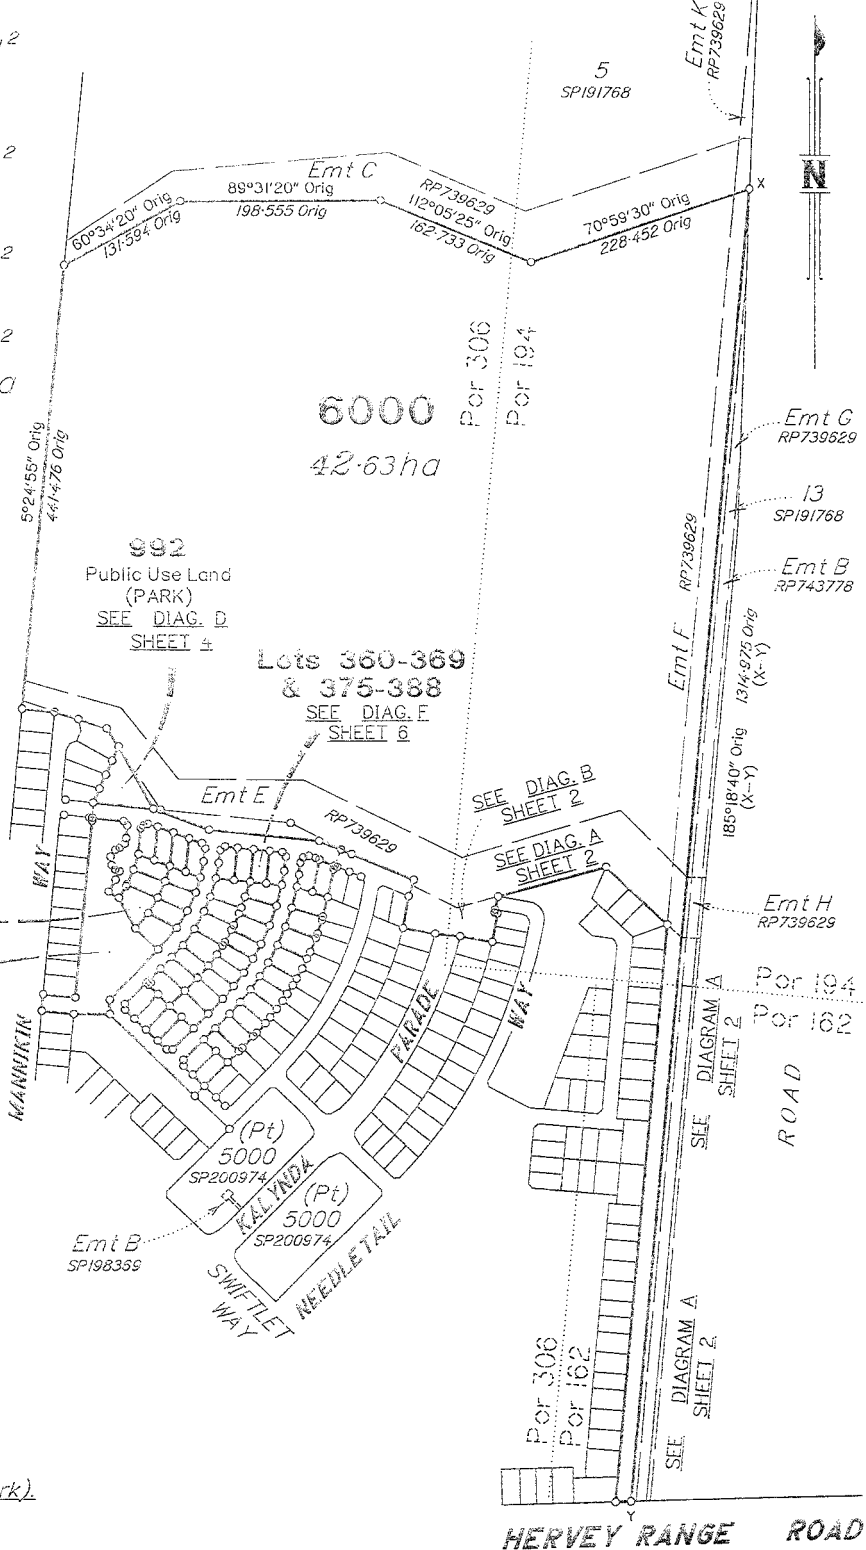 2
Emt K
RP739629
5
SP191768
2
N
Emt C
RP739629
60°34'20" Orig
131·594 Orig
89°31'20" Orig
198·555 Orig
112°05'25" Orig
162·733 Orig
70°59'30" Orig
228·452 Orig
X
2
2
Por 306
Por 194
a
6000
42·63ha
5°24'55" Orig
441·476 Orig
Emt G
RP739629
13
SP191768
Emt B
RP743778
Emt F
RP739629
1314·975 Orig
(X-Y)
185°18'40" Orig
(X-Y)
992
Public Use Land
(PARK)
SEE DIAG. D
SHEET 4
Lots 360-369
& 375-388
SEE DIAG. F
SHEET 6
Emt E
RP739629
SEE DIAG. B
SHEET 2
SEE DIAG. A
SHEET 2
WAY
Emt H
RP739629
Por 194
Por 162
MANNIKIN
PARADE
WAY
SEE DIAGRAM A
SHEET 2
ROAD
(Pt)
5000
SP200974
KALYNDA
(Pt)
5000
SP200974
Emt B
SP198369
SWIFTLET
WAY
NEEDLETAIL
Por 306
Por 162
SEE DIAGRAM A
SHEET 2
rk).
Y
HERVEY RANGE ROAD